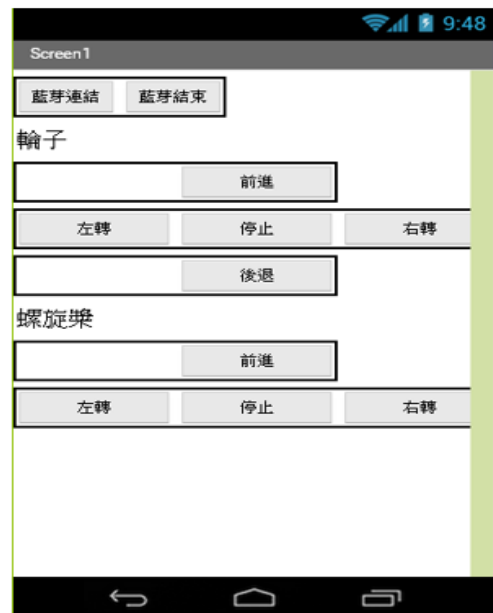 9:48
Screen1
藍芽連結 藍芽結束
輪子
前進
左轉 停止 右轉
後退
螺旋槳
前進
左轉 停止 右轉